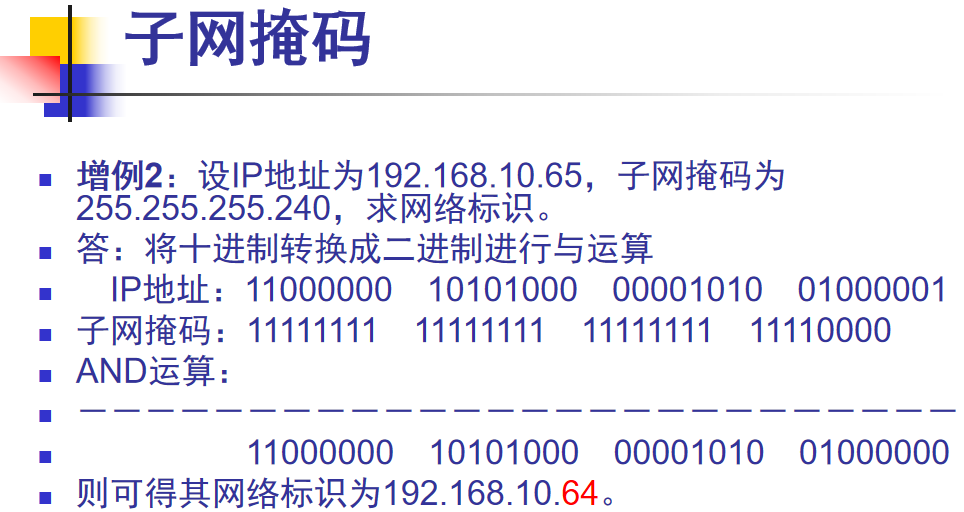 子网掩码
增例2：设IP地址为192.168.10.65，子网掩码为
255.255.255.240，求网络标识。
答：将十进制转换成二进制进行与运算
IP地址：11000000 10101000 00001010 01000001
子网掩码：11111111 11111111 11111111 11110000
AND运算：
－－－－－－－－－－－－－－－－－－－－－－－－－－
11000000 10101000 00001010 01000000
则可得其网络标识为192.168.10.64。